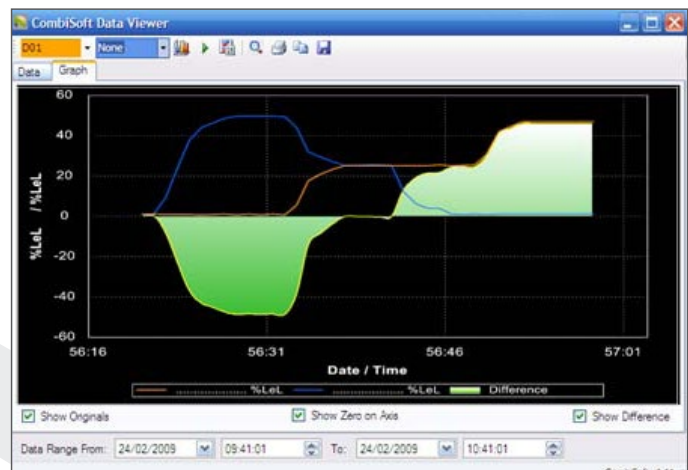 CombiSoft Data Viewer
D01 None
Data Graph
60
40
20
0
-20
-40
-60
%LeL / %LeL
56:16 56:31 56:46 57:01
Date / Time
%LeL %LeL Difference
Show Originals Show Zero on Axis Show Difference
Data Range From: 24/02/2009 09:41:01 To: 24/02/2009 10:41:01